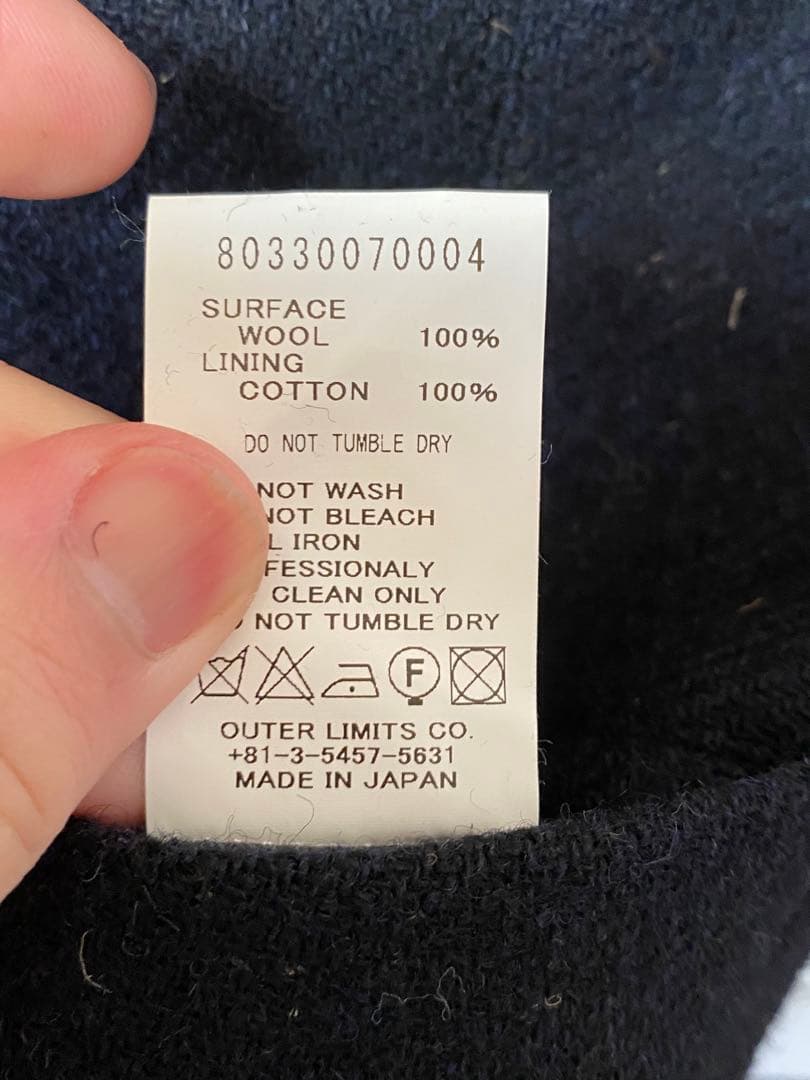 80330070004
SURFACE
WOOL 100%
LINING
COTTON 100%
DO NOT TUMBLE DRY
NOT WASH
NOT BLEACH
L IRON
FESSIONALY
CLEAN ONLY
NOT TUMBLE DRY
F
OUTER LIMITS CO.
+81-3-5457-5631
MADE IN JAPAN